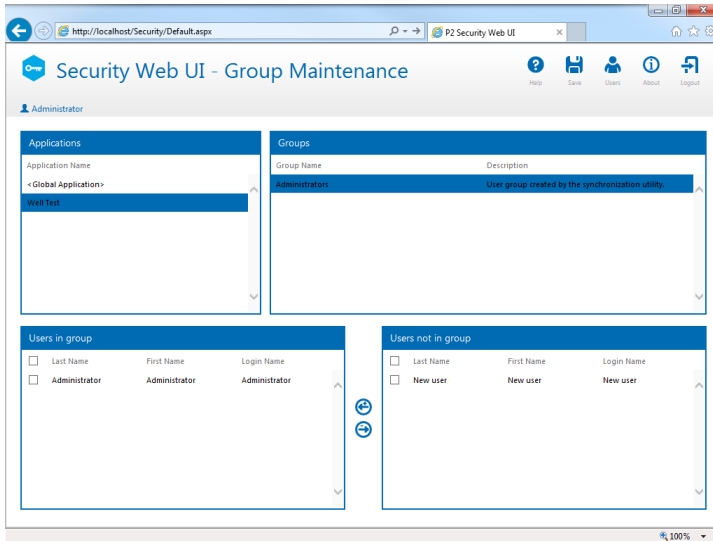 http://localhost/Security/Default.aspx
P2 Security Web UI
Security Web UI - Group Maintenance
Help
Save
Users
About
Logout
Administrator
Applications
Application Name
<Global Application>
Well Test
Groups
Group Name Description
Administrators User group created by the synchronization utility.
Users in group
Last Name First Name Login Name
Administrator Administrator Administrator
Users not in group
Last Name First Name Login Name
New user New user New user
100%